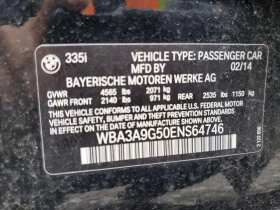 335i
VEHICLE TYPE: PASSENGER CAR
BAYERISCHE MOTOREN WERKE AG 02/14
GVWR 4565 LBS 2071 kg
GAWR FRONT 2140 LBS 971 kg GAWR REAR 2535 LBS 1150 kg
THIS VEHICLE CONFORMS TO ALL APPLICABLE
FEDERAL MOTOR VEHICLE SAFETY, BUMPER, AND
THEFT PREVENTION STANDARDS IN EFFECT ON THE
DATE OF MANUFACTURE SHOWN ABOVE.
WBA3A9G50ENS64746